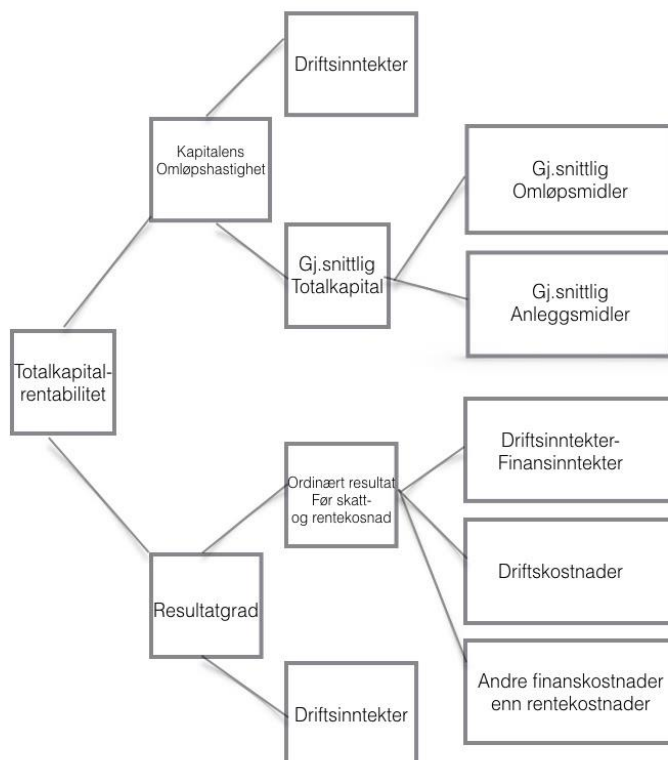 Driftsinntekter
Kapitalens
Omløpshastighet
Gj.snittlig
Omløpsmidler
Gj.snittlig
Totalkapital
Gj.snittlig
Anleggsmidler
Totalkapital-
rentabilitet
Driftsinntekter-
Finansinntekter
Ordinært resultat
Før skatt-
og rentekosnad
Driftskostnader
Resultatgrad
Andre finanskostnader
enn rentekostnader
Driftsinntekter